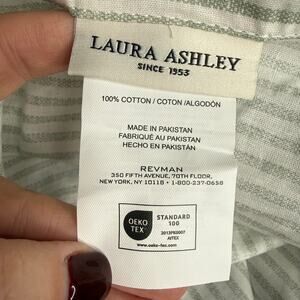 LAURA ASHLEY
SINCE 1953
100% COTTON / COTON /ALGODÓN
MADE IN PAKISTAN
FABRIQUÉ AU PAKISTAN
HECHO EN PAKISTÁN
REVMAN
350 FIFTH AVENUE, 70TH FLOOR,
NEW YORK, NY 10118 • 1-800-237-0658
OEKO
TEX
STANDARD
100
2013PK0007
AITEX
www.oeko-tex.com